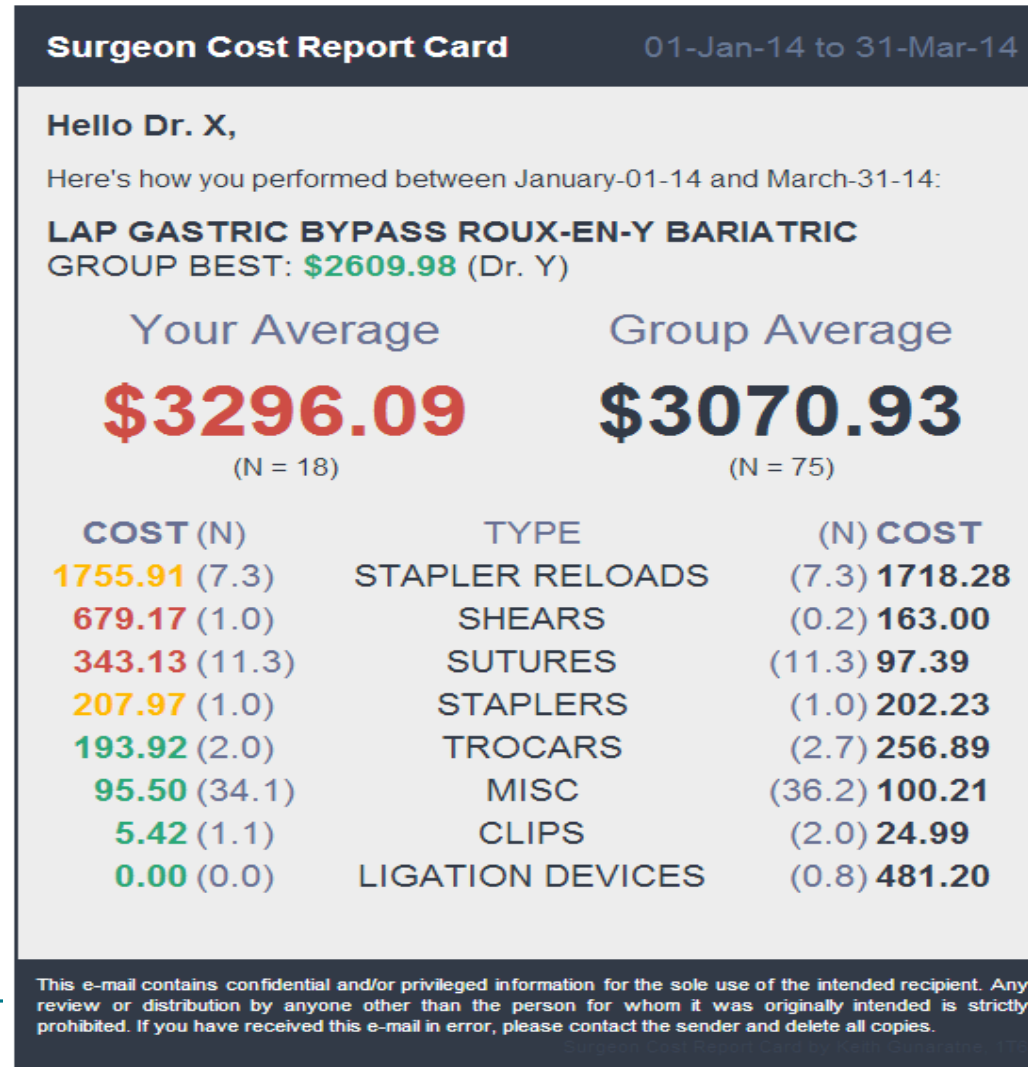 Surgeon Cost Report Card 01-Jan-14 to 31-Mar-14
Hello Dr. X,
Here's how you performed between January-01-14 and March-31-14:
LAP GASTRIC BYPASS ROUX-EN-Y BARIATRIC
GROUP BEST: $2609.98 (Dr. Y)
Your Average Group Average
$3296.09 $3070.93
(N = 18) (N = 75)
COST (N) TYPE (N) COST
1755.91 (7.3) STAPLER RELOADS (7.3) 1718.28
679.17 (1.0) SHEARS (0.2) 163.00
343.13 (11.3) SUTURES (11.3) 97.39
207.97 (1.0) STAPLERS (1.0) 202.23
193.92 (2.0) TROCARS (2.7) 256.89
95.50 (34.1) MISC (36.2) 100.21
5.42 (1.1) CLIPS (2.0) 24.99
0.00 (0.0) LIGATION DEVICES (0.8) 481.20
This e-mail contains confidential and/or privileged information for the sole use of the intended recipient. Any
review or distribution by anyone other than the person for whom it was originally intended is strictly
prohibited. If you have received this e-mail in error, please contact the sender and delete all copies.
Surgeon Cost Report Card by Keith Gunaratne,